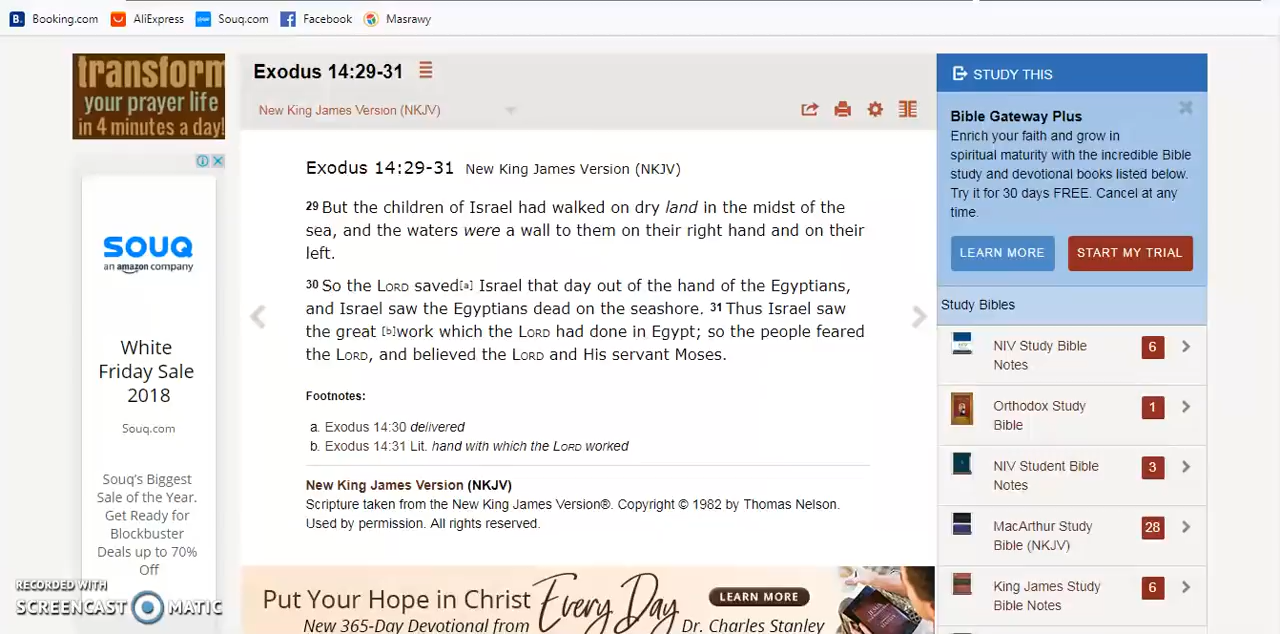 Booking.com AliExpress Souq.com Facebook Masrawy
transform
your prayer life
in 4 minutes a day!
SOUQ
an amazon company
White
Friday Sale
2018
Souq.com
Souq's Biggest
Sale of the Year.
Get Ready for
Blockbuster
Deals up to 70%
Off
Exodus 14:29-31
New King James Version (NKJV)
Exodus 14:29-31 New King James Version (NKJV)
29 But the children of Israel had walked on dry land in the midst of the
sea, and the waters were a wall to them on their right hand and on their
left.
30 So the LORD saved[a] Israel that day out of the hand of the Egyptians,
and Israel saw the Egyptians dead on the seashore. 31 Thus Israel saw
the great [b]work which the LORD had done in Egypt; so the people feared
the LORD, and believed the LORD and His servant Moses.
Footnotes:
a. Exodus 14:30 delivered
b. Exodus 14:31 Lit. hand with which the LORD worked
New King James Version (NKJV)
Scripture taken from the New King James Version®. Copyright © 1982 by Thomas Nelson.
Used by permission. All rights reserved.
Put Your Hope in Christ Every Day LEARN MORE
New 365-Day Devotional from Dr. Charles Stanley
STUDY THIS
Bible Gateway Plus
Enrich your faith and grow in
spiritual maturity with the incredible Bible
study and devotional books listed below.
Try it for 30 days FREE. Cancel at any
time.
LEARN MORE START MY TRIAL
Study Bibles
NIV Study Bible 6
Notes
Orthodox Study 1
Bible
NIV Student Bible 3
Notes
MacArthur Study 28
Bible (NKJV)
King James Study 6
Bible Notes
RECORDED WITH
SCREENCAST MATIC